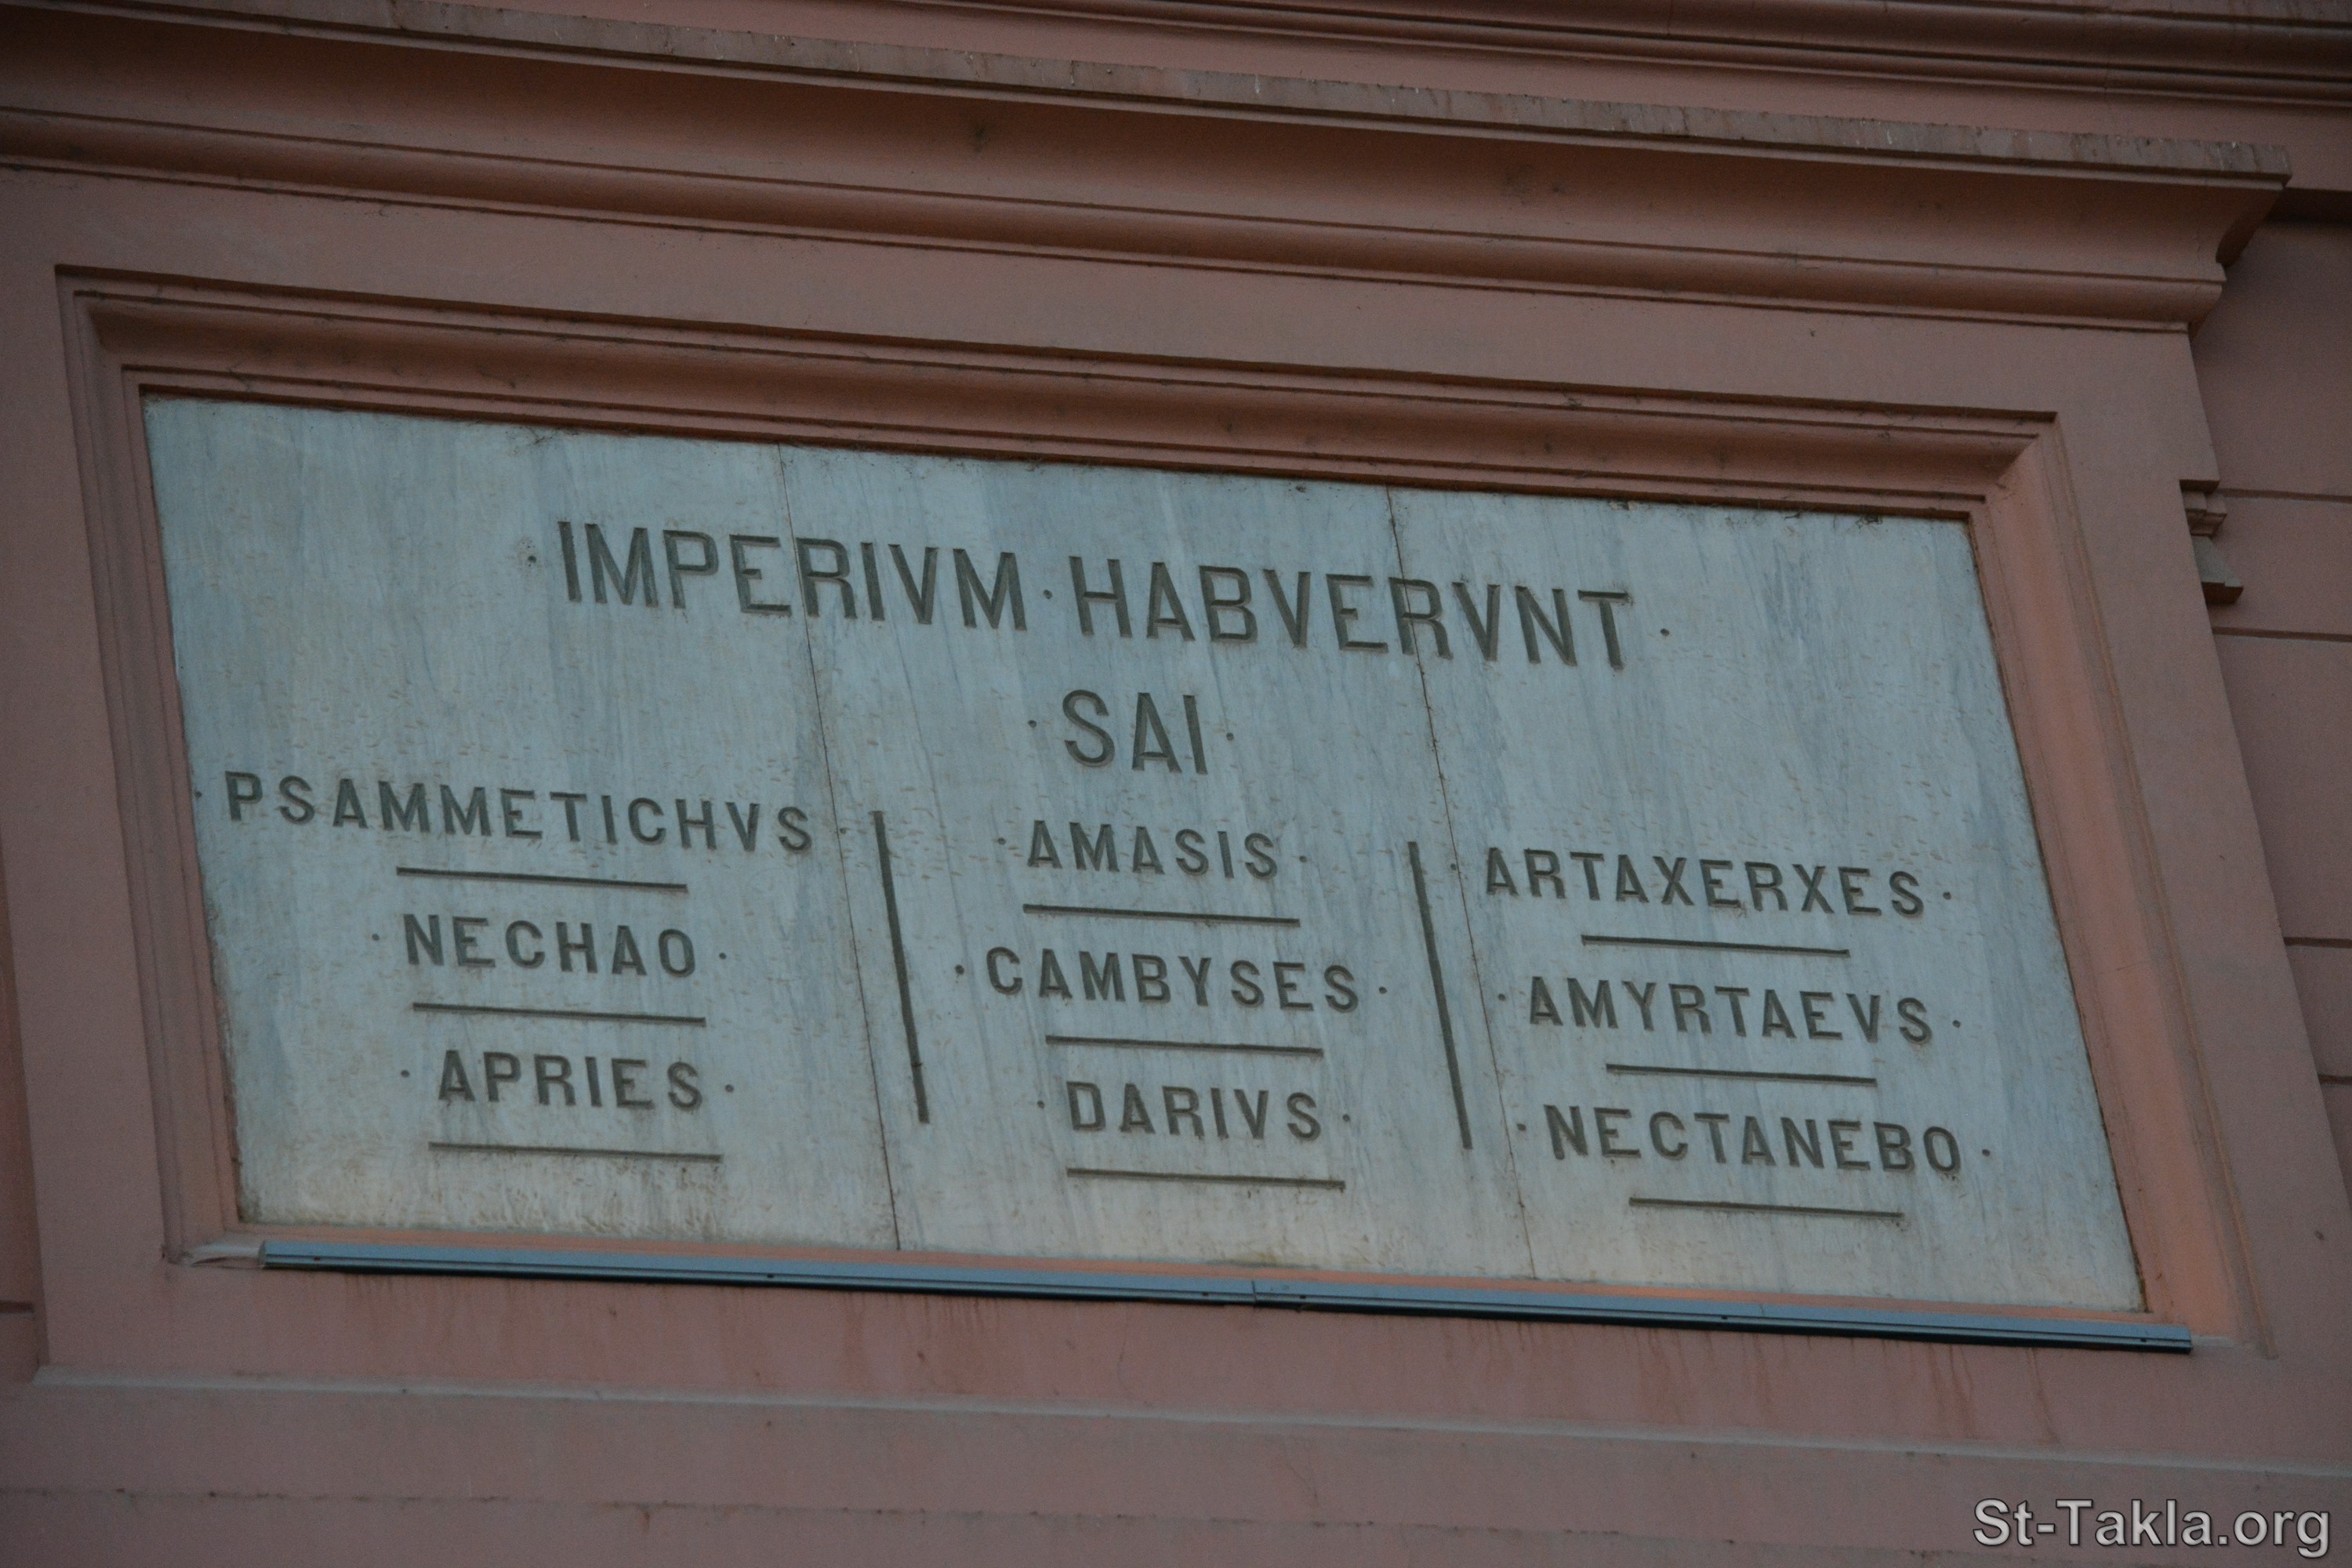 · IMPERIVM · HABVERVNT ·
· SAI ·
· PSAMMETICHVS ·
· NECHAO ·
· APRIES ·
· AMASIS ·
· CAMBYSES ·
· DARIVS ·
· ARTAXERXES ·
· AMYRTAEVS ·
· NECTANEBO ·
St-Takla.org